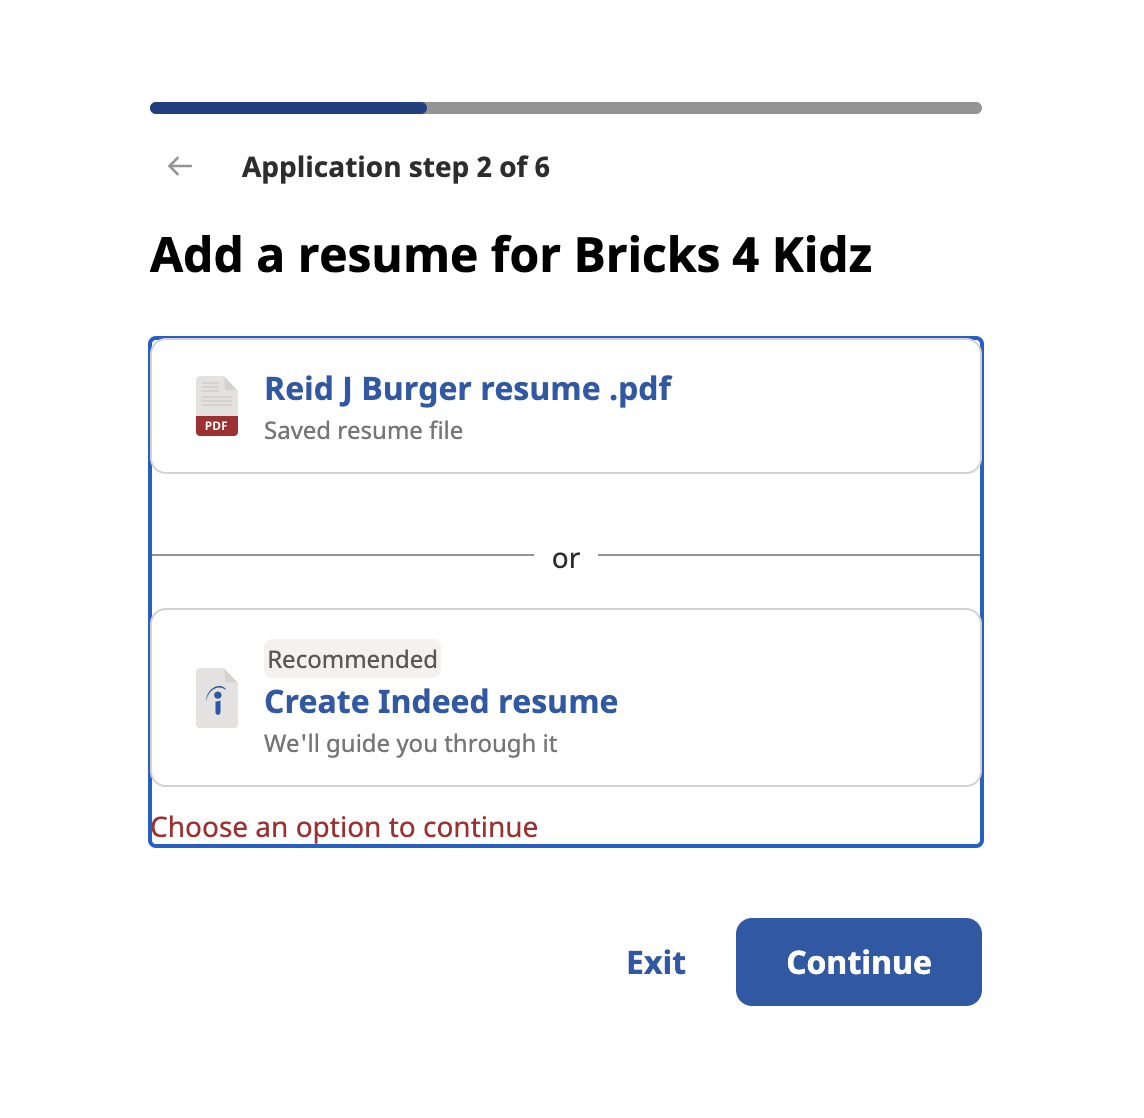 Application step 2 of 6
Add a resume for Bricks 4 Kidz
Reid J Burger resume .pdf
PDF
Saved resume file
or
Recommended
Create Indeed resume
We'll guide you through it
Choose an option to continue
Exit
Continue